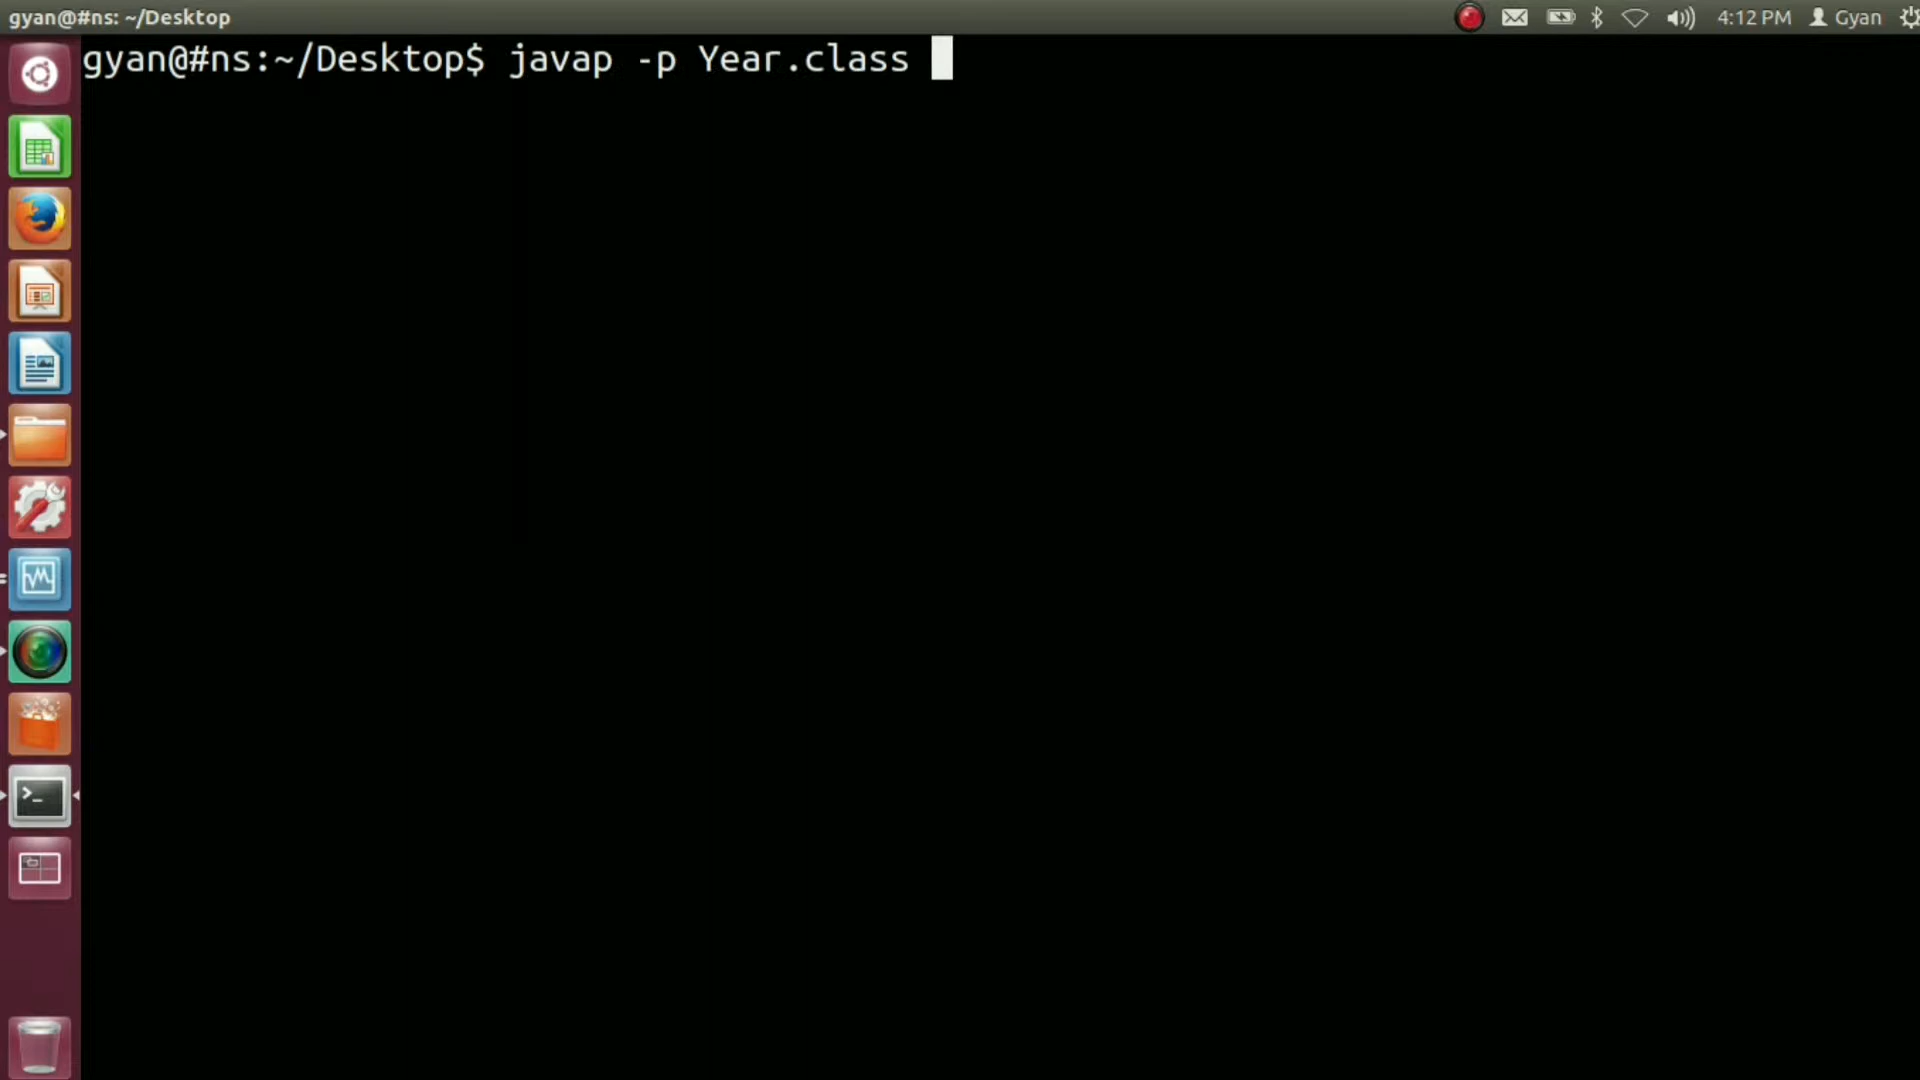 gyan@#ns: ~/Desktop
4:12 PM
Gyan
gyan@#ns:~/Desktop$ javap -p Year.class